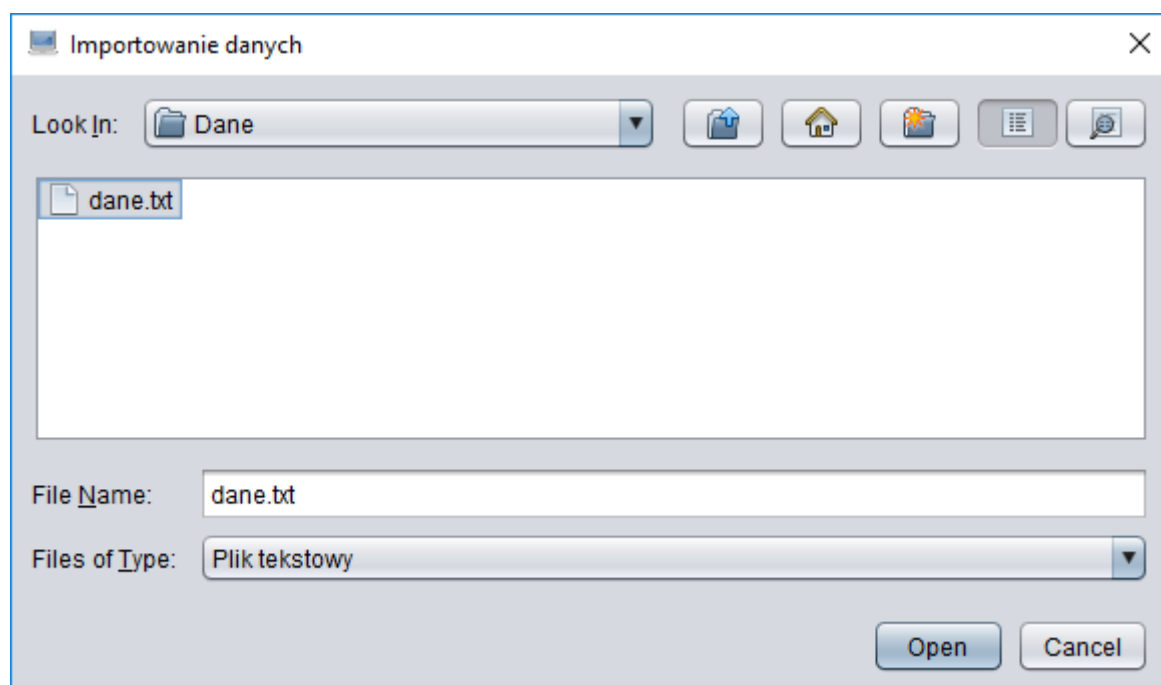 Importowanie danych
Look In: Dane
dane.txt
File Name: dane.txt
Files of Type: Plik tekstowy
Open Cancel